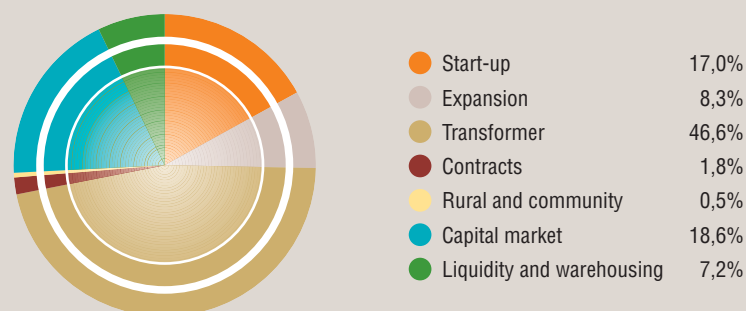 Start-up 17,0%
Expansion 8,3%
Transformer 46,6%
Contracts 1,8%
Rural and community 0,5%
Capital market 18,6%
Liquidity and warehousing 7,2%